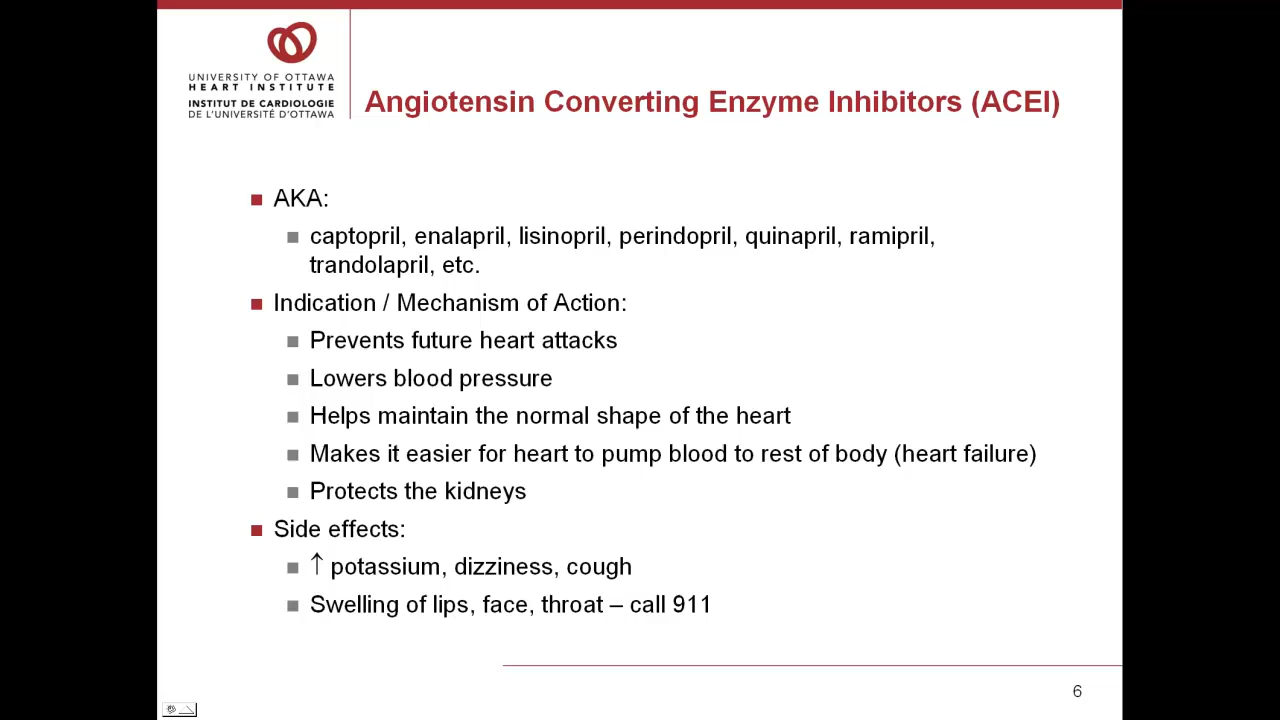 UNIVERSITY OF OTTAWA
HEART INSTITUTE
INSTITUT DE CARDIOLOGIE
DE L'UNIVERSITÉ D'OTTAWA
Angiotensin Converting Enzyme Inhibitors (ACEI)
AKA:
captopril, enalapril, lisinopril, perindopril, quinapril, ramipril,
trandolapril, etc.
Indication / Mechanism of Action:
Prevents future heart attacks
Lowers blood pressure
Helps maintain the normal shape of the heart
Makes it easier for heart to pump blood to rest of body (heart failure)
Protects the kidneys
Side effects:
↑ potassium, dizziness, cough
Swelling of lips, face, throat – call 911
6